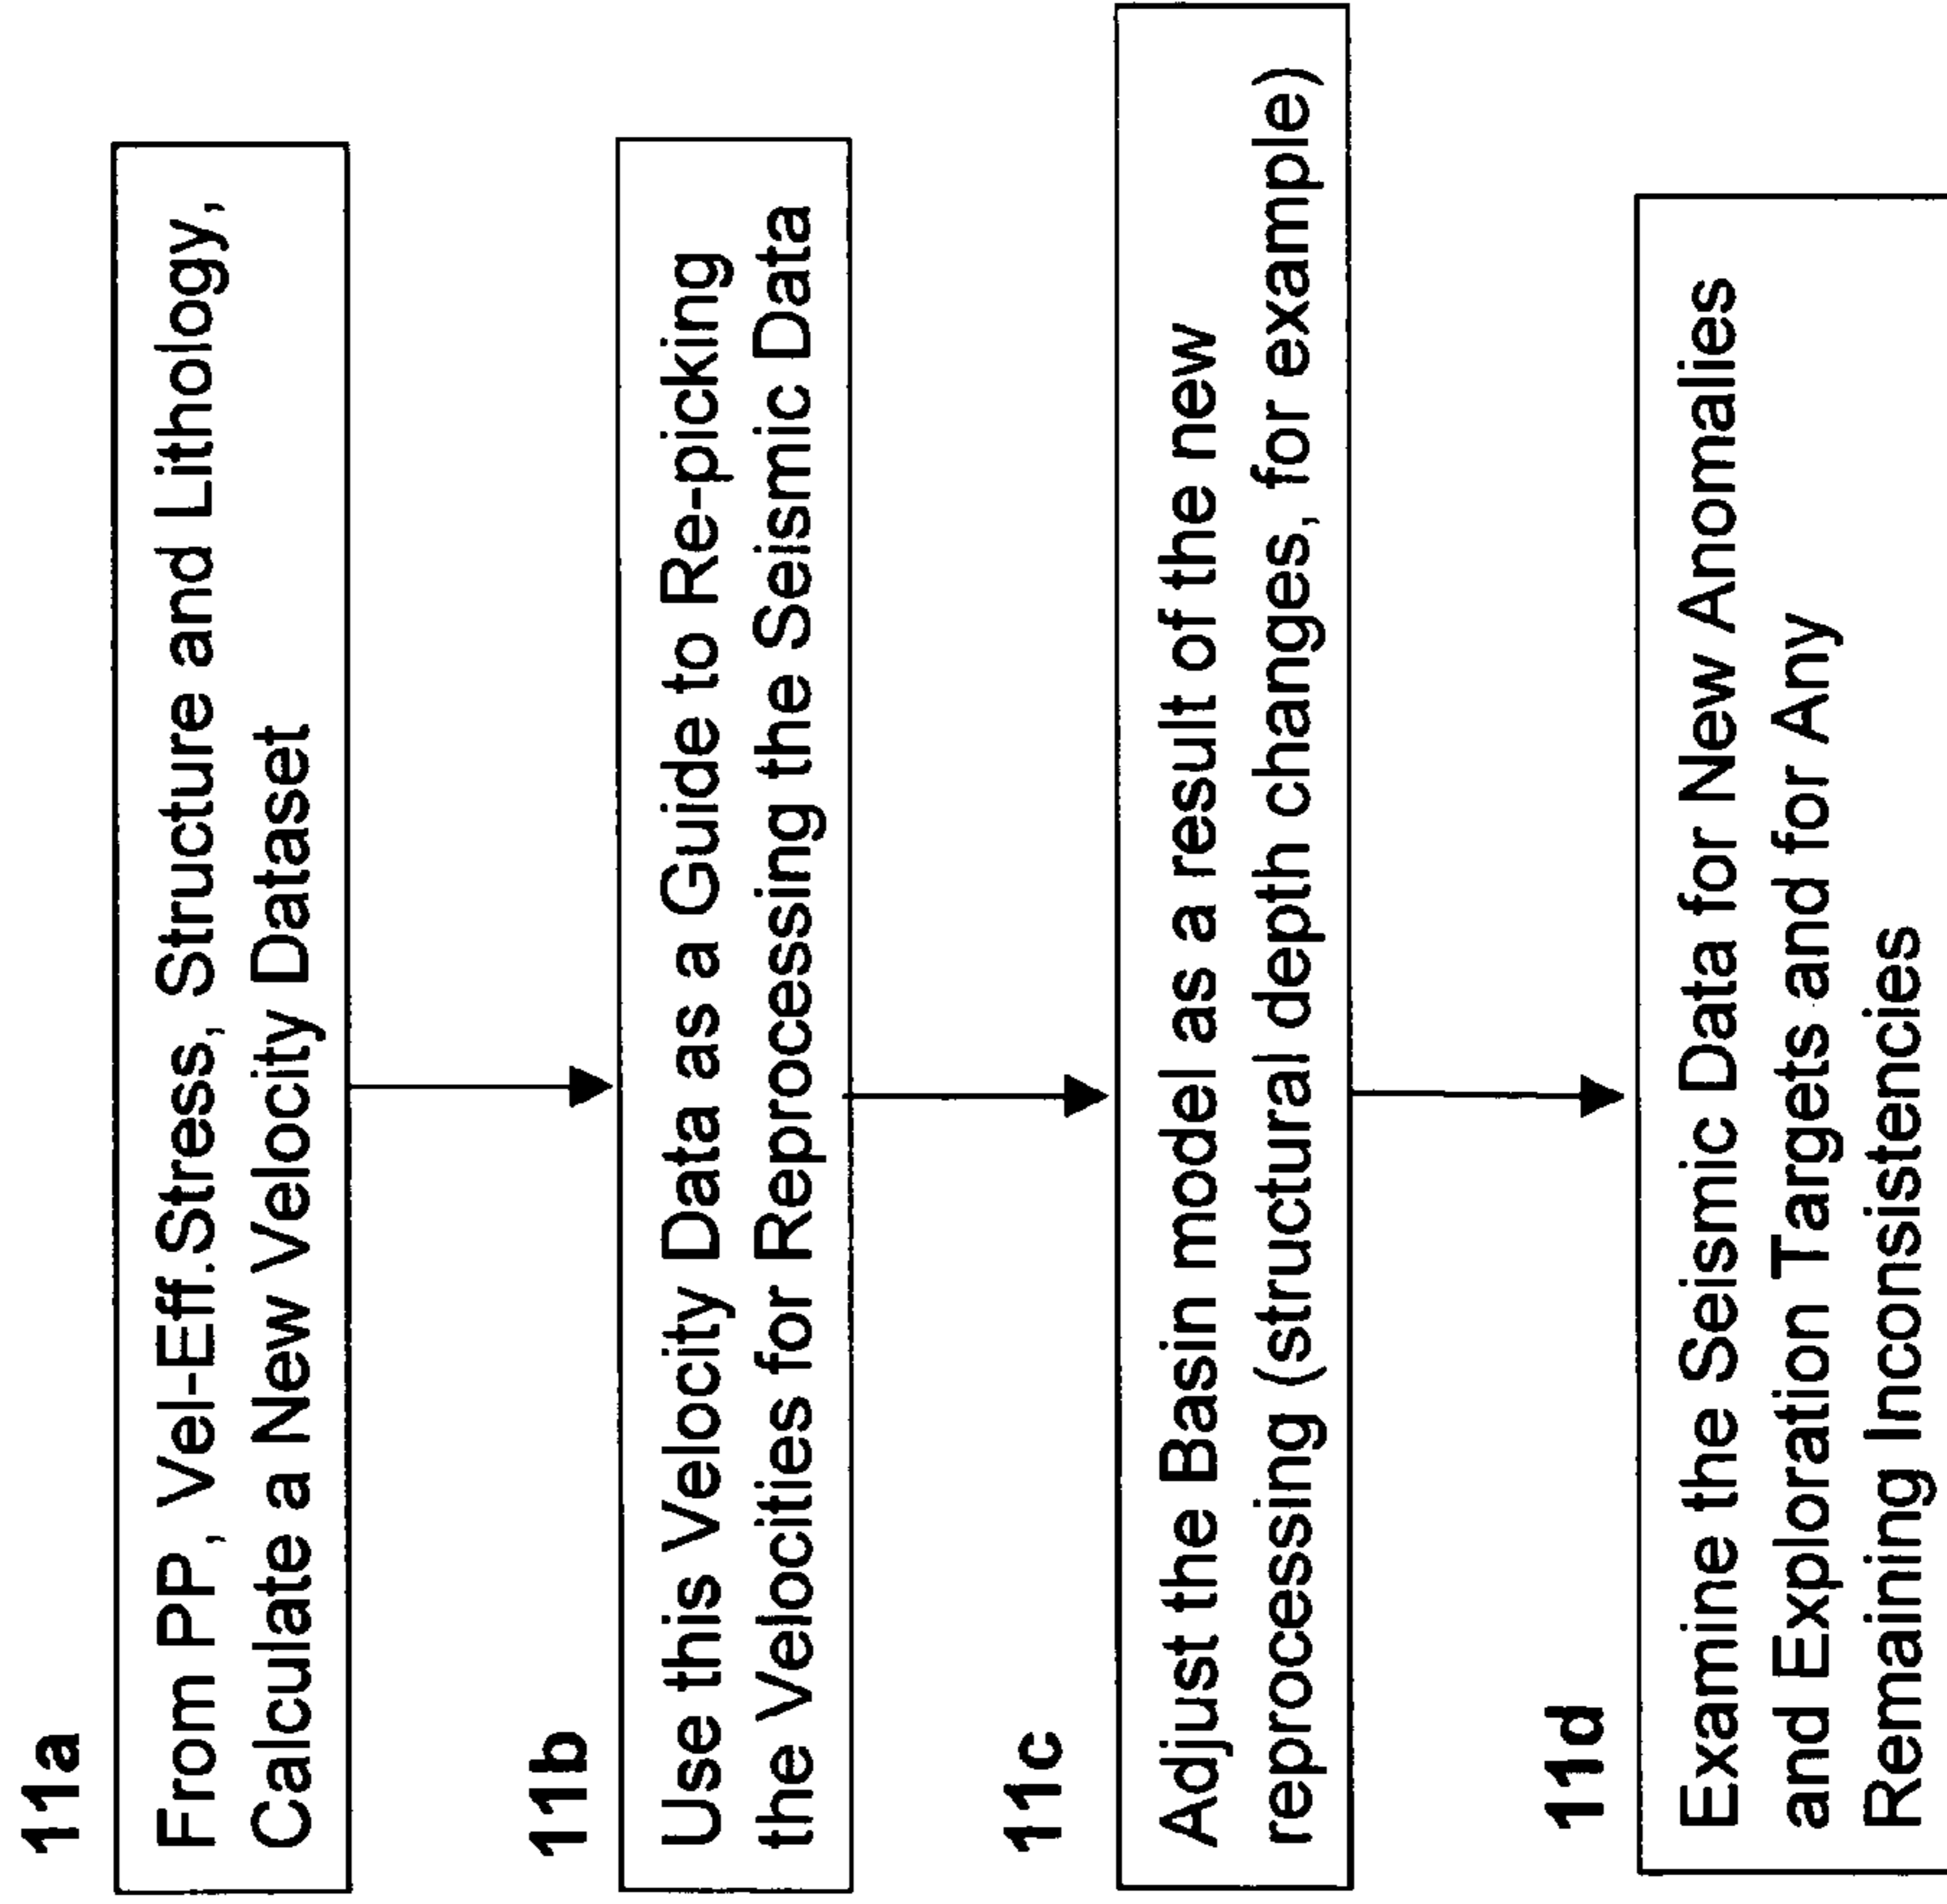 11a
From PP, Vel-Eff.Stress, Structure and Lithology,
Calculate a New Velocity Dataset
11b
Use this Velocity Data as a Guide to Re-picking
the Velocities for Reprocessing the Seismic Data
11c
Adjust the Basin model as a result of the new
reprocessing (structural depth changes, for example)
11d
Examine the Seismic Data for New Anomalies
and Exploration Targets and for Any
Remaining Inconsistencies